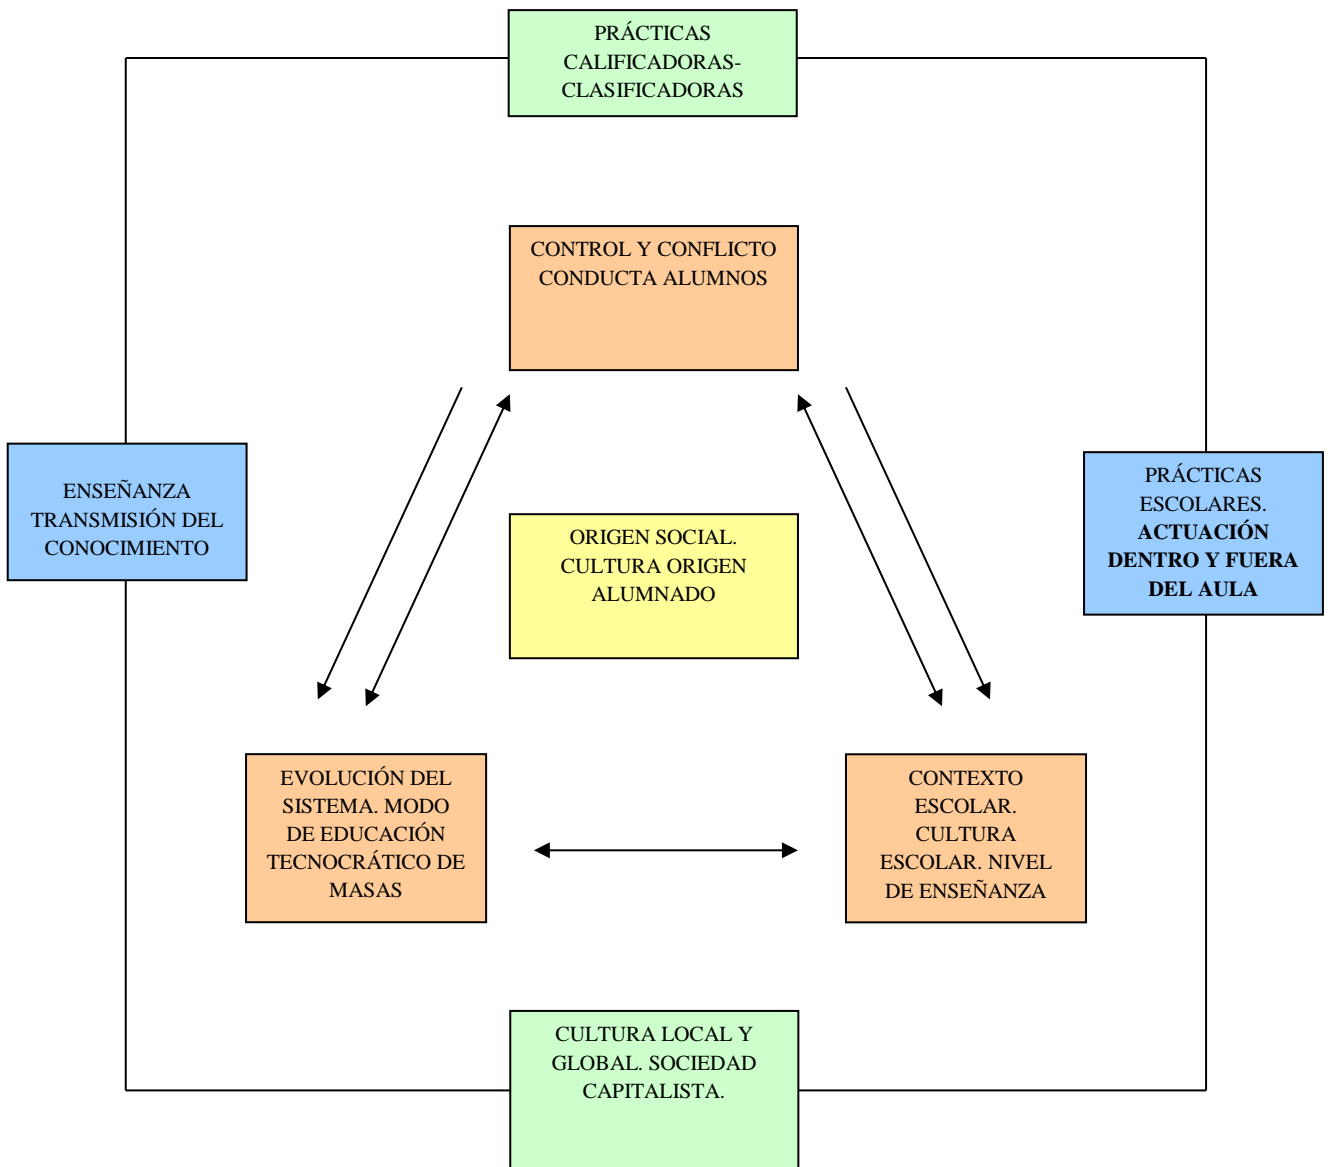 PRÁCTICAS
CALIFICADORAS-
CLASIFICADORAS
CONTROL Y CONFLICTO
CONDUCTA ALUMNOS
ENSEÑANZA
TRANSMISIÓN DEL
CONOCIMIENTO
ORIGEN SOCIAL.
CULTURA ORIGEN
ALUMNADO
PRÁCTICAS
ESCOLARES.
ACTUACIÓN
DENTRO Y FUERA
DEL AULA
EVOLUCIÓN DEL
SISTEMA. MODO
DE EDUCACIÓN
TECNOCRÁTICO DE
MASAS
CONTEXTO
ESCOLAR.
CULTURA
ESCOLAR. NIVEL
DE ENSEÑANZA
CULTURA LOCAL Y
GLOBAL. SOCIEDAD
CAPITALISTA.